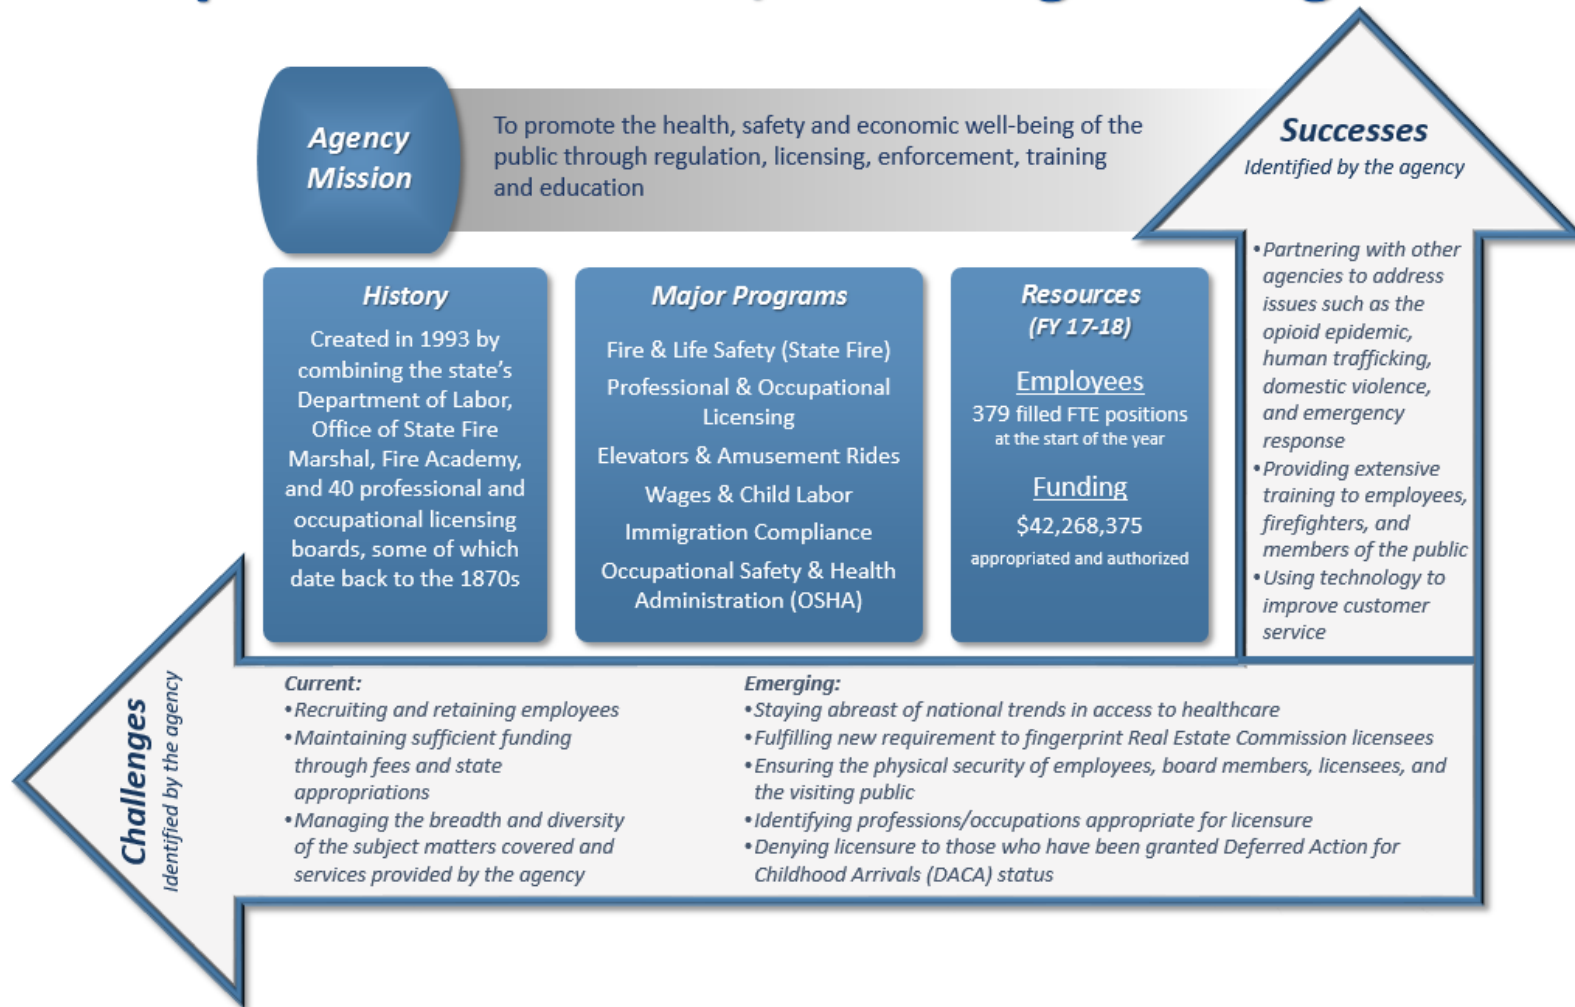 Agency
Mission
To promote the health, safety and economic well-being of the
public through regulation, licensing, enforcement, training
and education
Successes
Identified by the agency
•Partnering with other
agencies to address
issues such as the
opioid epidemic,
human trafficking,
domestic violence,
and emergency
response
•Providing extensive
training to employees,
firefighters, and
members of the public
•Using technology to
improve customer
service
History
Created in 1993 by
combining the state’s
Department of Labor,
Office of State Fire
Marshal, Fire Academy,
and 40 professional and
occupational licensing
boards, some of which
date back to the 1870s
Major Programs
Fire & Life Safety (State Fire)
Professional & Occupational
Licensing
Elevators & Amusement Rides
Wages & Child Labor
Immigration Compliance
Occupational Safety & Health
Administration (OSHA)
Resources
(FY 17-18)
Employees
379 filled FTE positions
at the start of the year
Funding
$42,268,375
appropriated and authorized
Challenges
Identified by the agency
Current:
•Recruiting and retaining employees
•Maintaining sufficient funding
through fees and state
appropriations
•Managing the breadth and diversity
of the subject matters covered and
services provided by the agency
Emerging:
•Staying abreast of national trends in access to healthcare
•Fulfilling new requirement to fingerprint Real Estate Commission licensees
•Ensuring the physical security of employees, board members, licensees, and
the visiting public
•Identifying professions/occupations appropriate for licensure
•Denying licensure to those who have been granted Deferred Action for
Childhood Arrivals (DACA) status